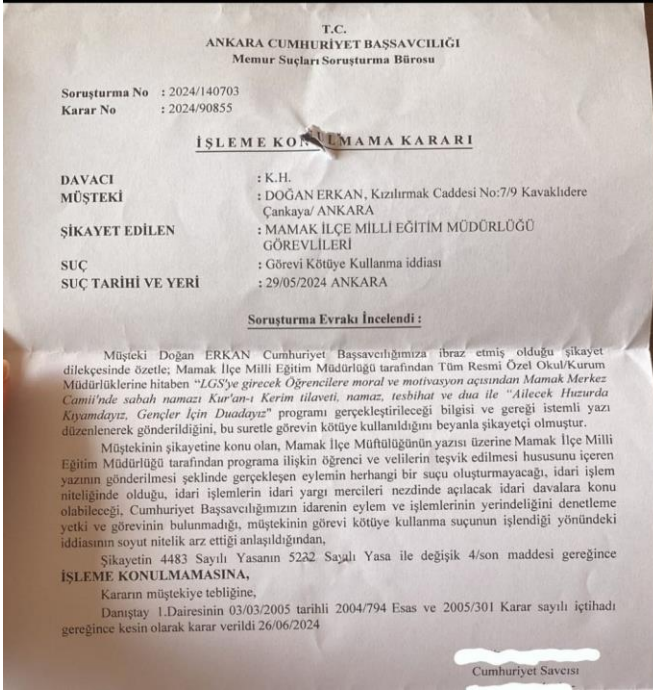 T.C.
ANKARA CUMHURİYET BAŞSAVCILIĞI
Memur Suçları Soruşturma Bürosu
Soruşturma No : 2024/140703
Karar No : 2024/90855
İŞLEME KONULMAMA KARARI
DAVACI : K.H.
MÜŞTEKİ : DOĞAN ERKAN, Kızılırmak Caddesi No:7/9 Kavaklıdere
Çankaya/ ANKARA
ŞİKAYET EDİLEN : MAMAK İLÇE MİLLİ EĞİTİM MÜDÜRLÜĞÜ
GÖREVLİLERİ
SUÇ : Görevi Kötüye Kullanma iddiası
SUÇ TARİHİ VE YERİ : 29/05/2024 ANKARA
Soruşturma Evrakı İncelendi :
Müşteki Doğan ERKAN Cumhuriyet Başsavcılığımıza ibraz etmiş olduğu şikayet
dilekçesinde özetle; Mamak İlçe Milli Eğitim Müdürlüğü tarafından Tüm Resmi Özel Okul/Kurum
Müdürlüklerine hitaben "LGS'ye girecek Öğrencilere moral ve motivasyon açısından Mamak Merkez
Camii'nde sabah namazı Kur'an-ı Kerim tilaveti, namaz, tesbihat ve dua ile "Ailecek Huzurda
Kıyamdayız, Gençler İçin Duadayız" programı gerçekleştirileceği bilgisi ve gereği istemli yazı
düzenlenerek gönderildiğini, bu suretle görevin kötüye kullanıldığını beyanla şikayetçi olmuştur.
Müştekinin şikayetine konu olan, Mamak İlçe Müftülüğünün yazısı üzerine Mamak İlçe Milli
Eğitim Müdürlüğü tarafından programa ilişkin öğrenci ve velilerin teşvik edilmesi hususunu içeren
yazının gönderilmesi şeklinde gerçekleşen eylemin herhangi bir suçu oluşturmayacağı, idari işlem
niteliğinde olduğu, idari işlemlerin idari yargı mercileri nezdinde açılacak idari davalara konu
olabileceği, Cumhuriyet Başsavcılığımızın idarenin eylem ve işlemlerinin yerindeliğini denetleme
yetki ve görevinin bulunmadığı, müştekinin görevi kötüye kullanma suçunun işlendiği yönündeki
iddiasının soyut nitelik arz ettiği anlaşıldığından,
Şikayetin 4483 Sayılı Yasanın 5232 Sayılı Yasa ile değişik 4/son maddesi gereğince
İŞLEME KONULMAMASINA,
Kararın müştekiye tebliğine,
Danıştay 1.Dairesinin 03/03/2005 tarihli 2004/794 Esas ve 2005/301 Karar sayılı içtihadı
gereğince kesin olarak karar verildi 26/06/2024
Cumhuriyet Savcısı